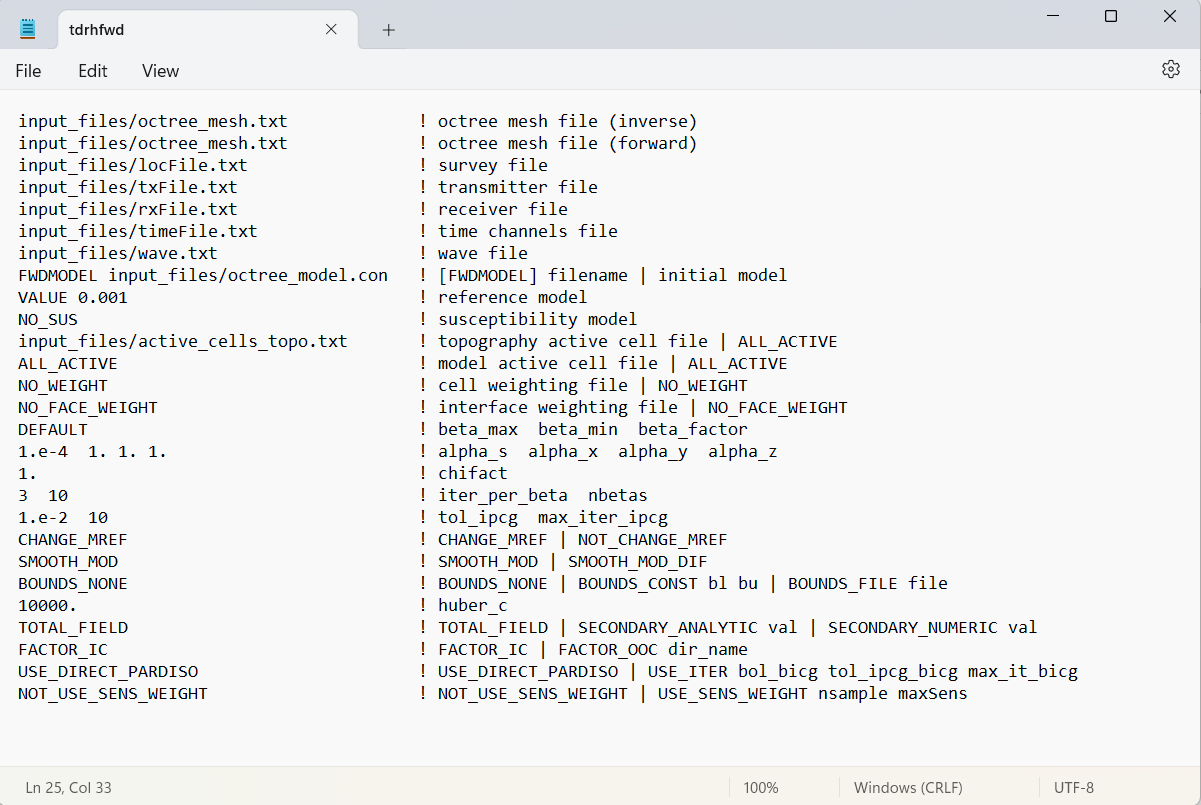 tdrhfwd
File Edit View
input_files/octree_mesh.txt ! octree mesh file (inverse)
input_files/octree_mesh.txt ! octree mesh file (forward)
input_files/locFile.txt ! survey file
input_files/txFile.txt ! transmitter file
input_files/rxFile.txt ! receiver file
input_files/timeFile.txt ! time channels file
input_files/wave.txt ! wave file
FWDMODEL input_files/octree_model.con ! [FWDMODEL] filename | initial model
VALUE 0.001 ! reference model
NO_SUS ! susceptibility model
input_files/active_cells_topo.txt ! topography active cell file | ALL_ACTIVE
ALL_ACTIVE ! model active cell file | ALL_ACTIVE
NO_WEIGHT ! cell weighting file | NO_WEIGHT
NO_FACE_WEIGHT ! interface weighting file | NO_FACE_WEIGHT
DEFAULT ! beta_max beta_min beta_factor
1.e-4 1. 1. 1. ! alpha_s alpha_x alpha_y alpha_z
1. ! chifact
3 10 ! iter_per_beta nbetas
1.e-2 10 ! tol_ipcg max_iter_ipcg
CHANGE_MREF ! CHANGE_MREF | NOT_CHANGE_MREF
SMOOTH_MOD ! SMOOTH_MOD | SMOOTH_MOD_DIF
BOUNDS_NONE ! BOUNDS_NONE | BOUNDS_CONST bl bu | BOUNDS_FILE file
10000. ! huber_c
TOTAL_FIELD ! TOTAL_FIELD | SECONDARY_ANALYTIC val | SECONDARY_NUMERIC val
FACTOR_IC ! FACTOR_IC | FACTOR_OOC dir_name
USE_DIRECT_PARDISO ! USE_DIRECT_PARDISO | USE_ITER bol_bicg tol_ipcg_bicg max_it_bicg
NOT_USE_SENS_WEIGHT ! NOT_USE_SENS_WEIGHT | USE_SENS_WEIGHT nsample maxSens
Ln 25, Col 33 100% Windows (CRLF) UTF-8